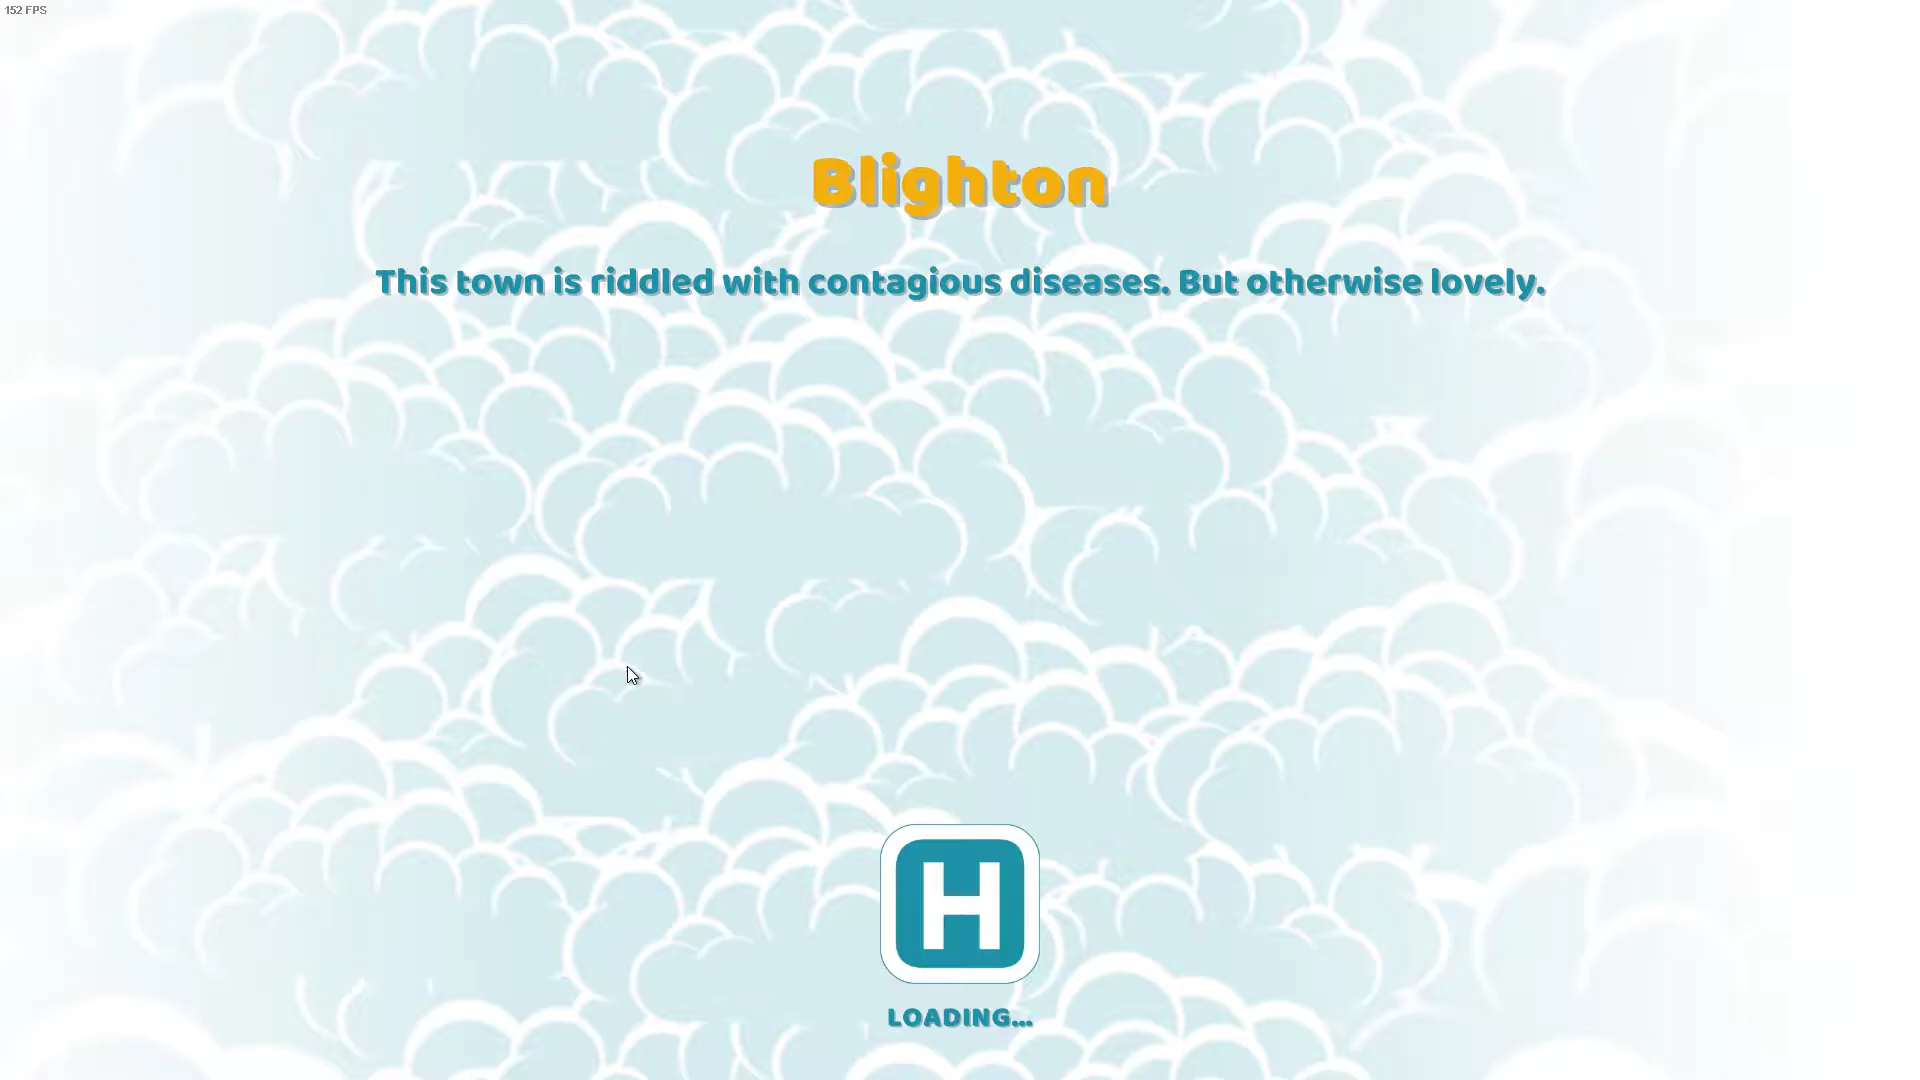 152 FPS
Blighton
This town is riddled with contagious diseases. But otherwise lovely.
H
LOADING...